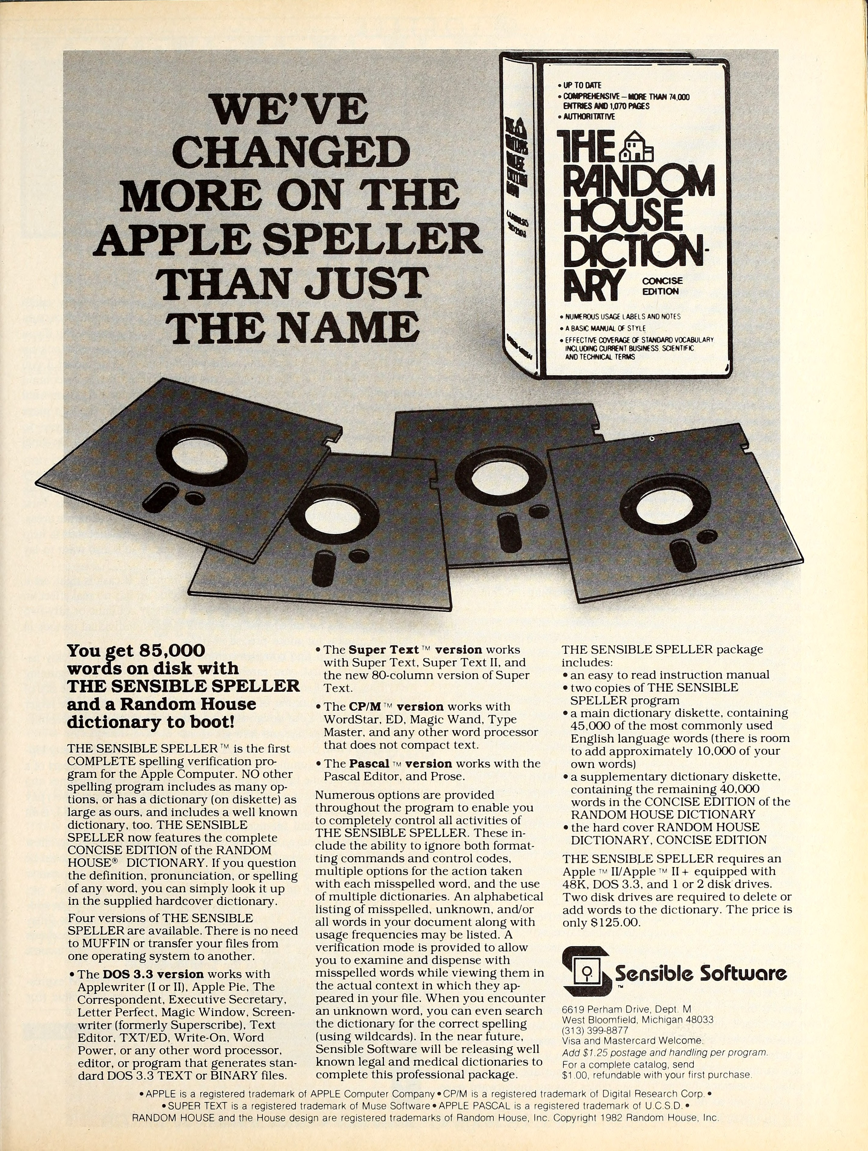 WE'VE
CHANGED
MORE ON THE
APPLE SPELLER
THAN JUST
THE NAME
• UP TO DATE
• COMPREHENSIVE – MORE THAN 74,000
ENTRIES AND 1,070 PAGES
• AUTHORITATIVE
THE
RANDOM
HOUSE
DICTION-
ARY
CONCISE
EDITION
• NUMEROUS USAGE LABELS AND NOTES
• A BASIC MANUAL OF STYLE
• EFFECTIVE COVERAGE OF STANDARD VOCABULARY
INCLUDING CURRENT BUSINESS SCIENTIFIC
AND TECHNICAL TERMS
You get 85,000
words on disk with
THE SENSIBLE SPELLER
and a Random House
dictionary to boot!
THE SENSIBLE SPELLER™ is the first
COMPLETE spelling verification pro-
gram for the Apple Computer. NO other
spelling program includes as many op-
tions, or has a dictionary (on diskette) as
large as ours, and includes a well known
dictionary, too. THE SENSIBLE
SPELLER now features the complete
CONCISE EDITION of the RANDOM
HOUSE® DICTIONARY. If you question
the definition, pronunciation, or spelling
of any word, you can simply look it up
in the supplied hardcover dictionary.
Four versions of THE SENSIBLE
SPELLER are available. There is no need
to MUFFIN or transfer your files from
one operating system to another.
• The DOS 3.3 version works with
Applewriter (I or II), Apple Pie, The
Correspondent, Executive Secretary,
Letter Perfect, Magic Window, Screen-
writer (formerly Superscribe), Text
Editor, TXT/ED, Write-On, Word
Power, or any other word processor,
editor, or program that generates stan-
dard DOS 3.3 TEXT or BINARY files.
• The Super Text™ version works
with Super Text, Super Text II, and
the new 80-column version of Super
Text.
• The CP/M™ version works with
WordStar, ED, Magic Wand, Type
Master, and any other word processor
that does not compact text.
• The Pascal™ version works with the
Pascal Editor, and Prose.
Numerous options are provided
throughout the program to enable you
to completely control all activities of
THE SENSIBLE SPELLER. These in-
clude the ability to ignore both format-
ting commands and control codes,
multiple options for the action taken
with each misspelled word, and the use
of multiple dictionaries. An alphabetical
listing of misspelled, unknown, and/or
all words in your document along with
usage frequencies may be listed. A
verification mode is provided to allow
you to examine and dispense with
misspelled words while viewing them in
the actual context in which they ap-
peared in your file. When you encounter
an unknown word, you can even search
the dictionary for the correct spelling
(using wildcards). In the near future,
Sensible Software will be releasing well
known legal and medical dictionaries to
complete this professional package.
THE SENSIBLE SPELLER package
includes:
• an easy to read instruction manual
• two copies of THE SENSIBLE
SPELLER program
• a main dictionary diskette, containing
45,000 of the most commonly used
English language words (there is room
to add approximately 10,000 of your
own words)
• a supplementary dictionary diskette,
containing the remaining 40,000
words in the CONCISE EDITION of the
RANDOM HOUSE DICTIONARY
• the hard cover RANDOM HOUSE
DICTIONARY, CONCISE EDITION
THE SENSIBLE SPELLER requires an
Apple™ II/Apple™ II+ equipped with
48K, DOS 3.3, and 1 or 2 disk drives.
Two disk drives are required to delete or
add words to the dictionary. The price is
only $125.00.
Sensible Software
™
6619 Perham Drive, Dept. M
West Bloomfield, Michigan 48033
(313) 399-8877
Visa and Mastercard Welcome.
Add $1.25 postage and handling per program.
For a complete catalog, send
$1.00, refundable with your first purchase.
• APPLE is a registered trademark of APPLE Computer Company • CP/M is a registered trademark of Digital Research Corp. •
• SUPER TEXT is a registered trademark of Muse Software • APPLE PASCAL is a registered trademark of U.C.S.D. •
RANDOM HOUSE and the House design are registered trademarks of Random House, Inc. Copyright 1982 Random House, Inc.